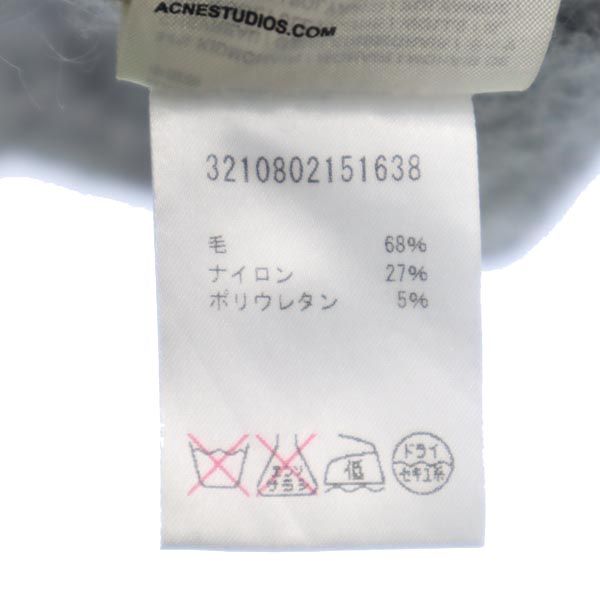 ACNESTUDIOS.COM
3210802151638
毛 68%
ナイロン 27%
ポリウレタン 5%
エンソ
サラシ
低
ドライ
セキユ系